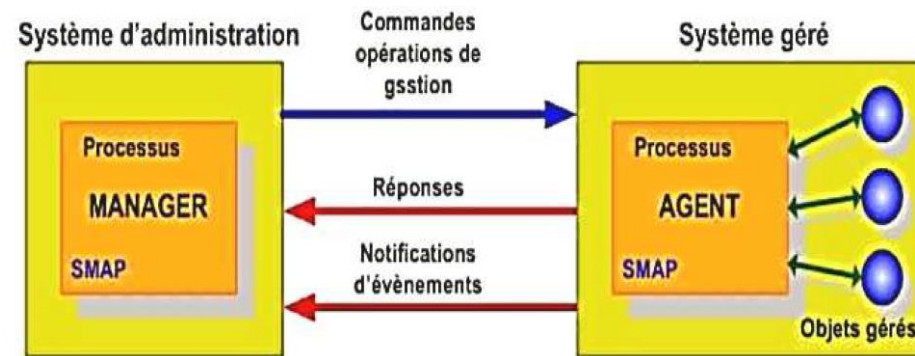 Système d'administration
Commandes
opérations de
gsstion
Système géré
Processus
MANAGER
SMAP
Réponses
Notifications
d'évènements
Processus
AGENT
SMAP
Objets gérés